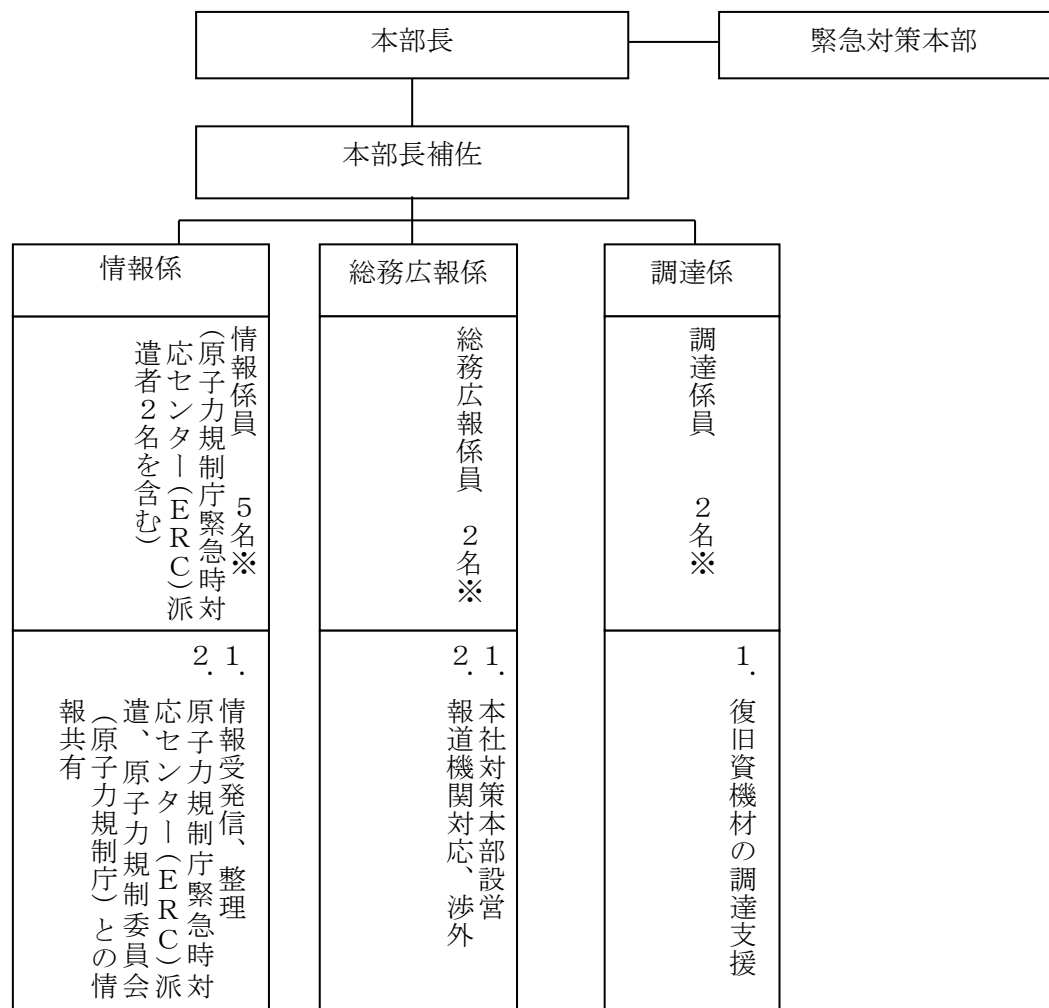 本部長
緊急対策本部
本部長補佐
情報係
総務広報係
調達係
情報係員　５名※
（原子力規制庁緊急時対
応センター（ＥＲＣ）派
遣者２名を含む）
総務広報係員　２名※
調達係員　２名※
１．情報受発信、整理
２．原子力規制庁緊急時対
応センター（ＥＲＣ）派
遣、原子力規制委員会
（原子力規制庁）との情
報共有
１．本社対策本部設営
２．報道機関対応、渉外
１．復旧資機材の調達支援